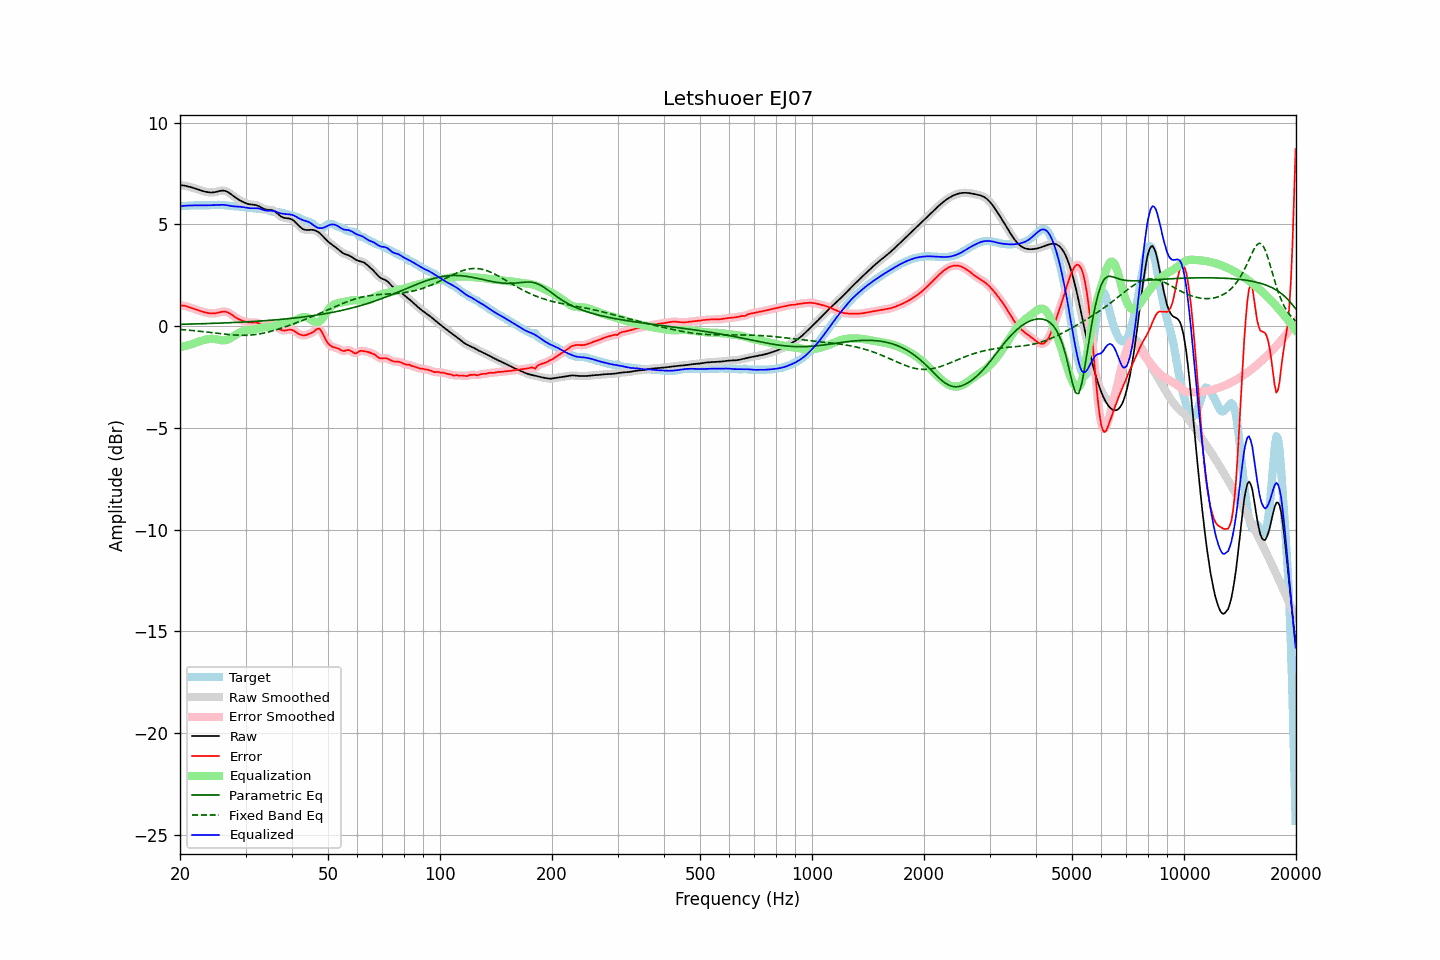 Letshuoer EJ07
10
5
0
−5
−10
−15
−20
−25
Amplitude (dBr)
Target
Raw Smoothed
Error Smoothed
Raw
Error
Equalization
Parametric Eq
Fixed Band Eq
Equalized
20
50
100
200
500
1000
2000
5000
10000
20000
Frequency (Hz)